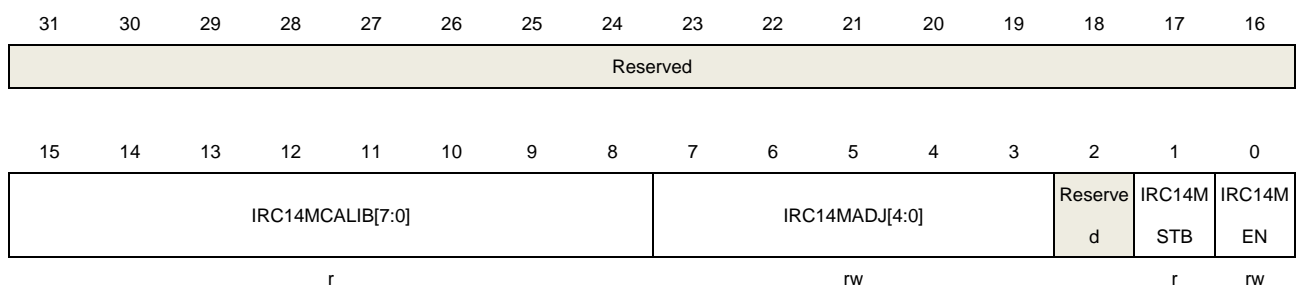 31 30 29 28 27 26 25 24 23 22 21 20 19 18 17 16
Reserved
15 14 13 12 11 10 9 8 7 6 5 4 3 2 1 0
IRC14MCALIB[7:0] IRC14MADJ[4:0] Reserve d IRC14M STB IRC14M EN
r rw r rw